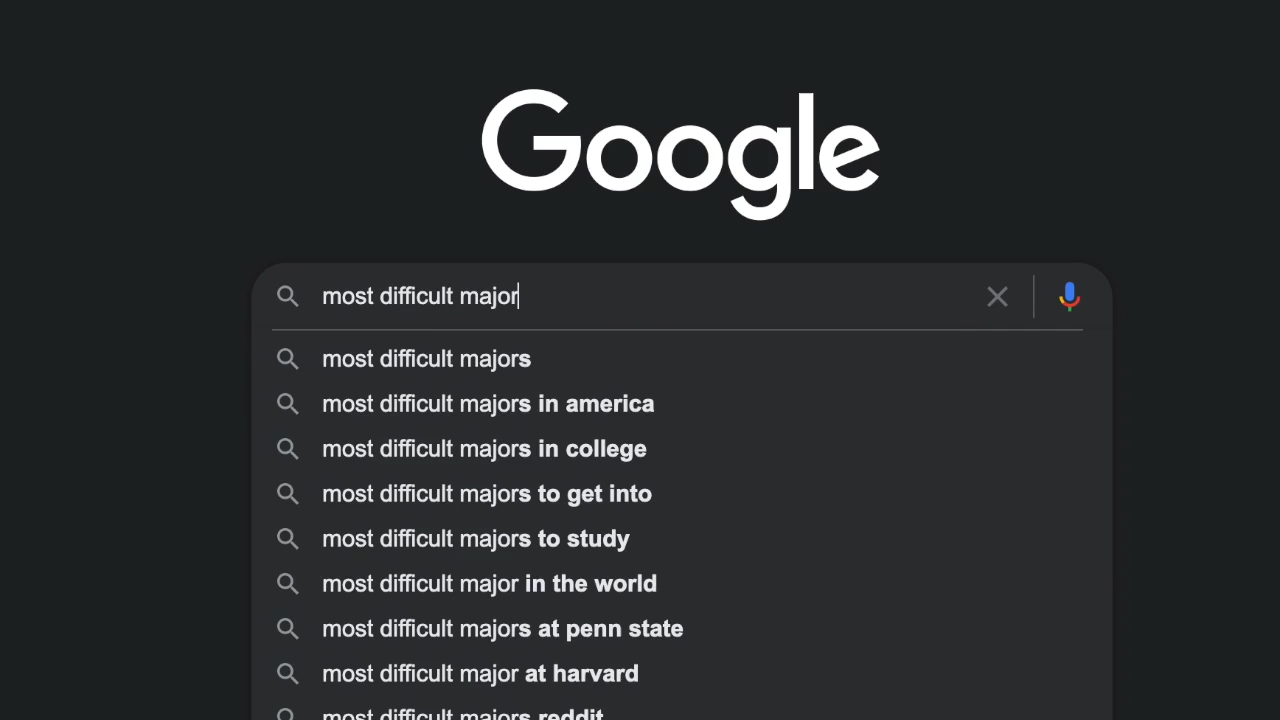 Google
most difficult major
most difficult majors
most difficult majors in america
most difficult majors in college
most difficult majors to get into
most difficult majors to study
most difficult major in the world
most difficult majors at penn state
most difficult major at harvard
most difficult majors reddit